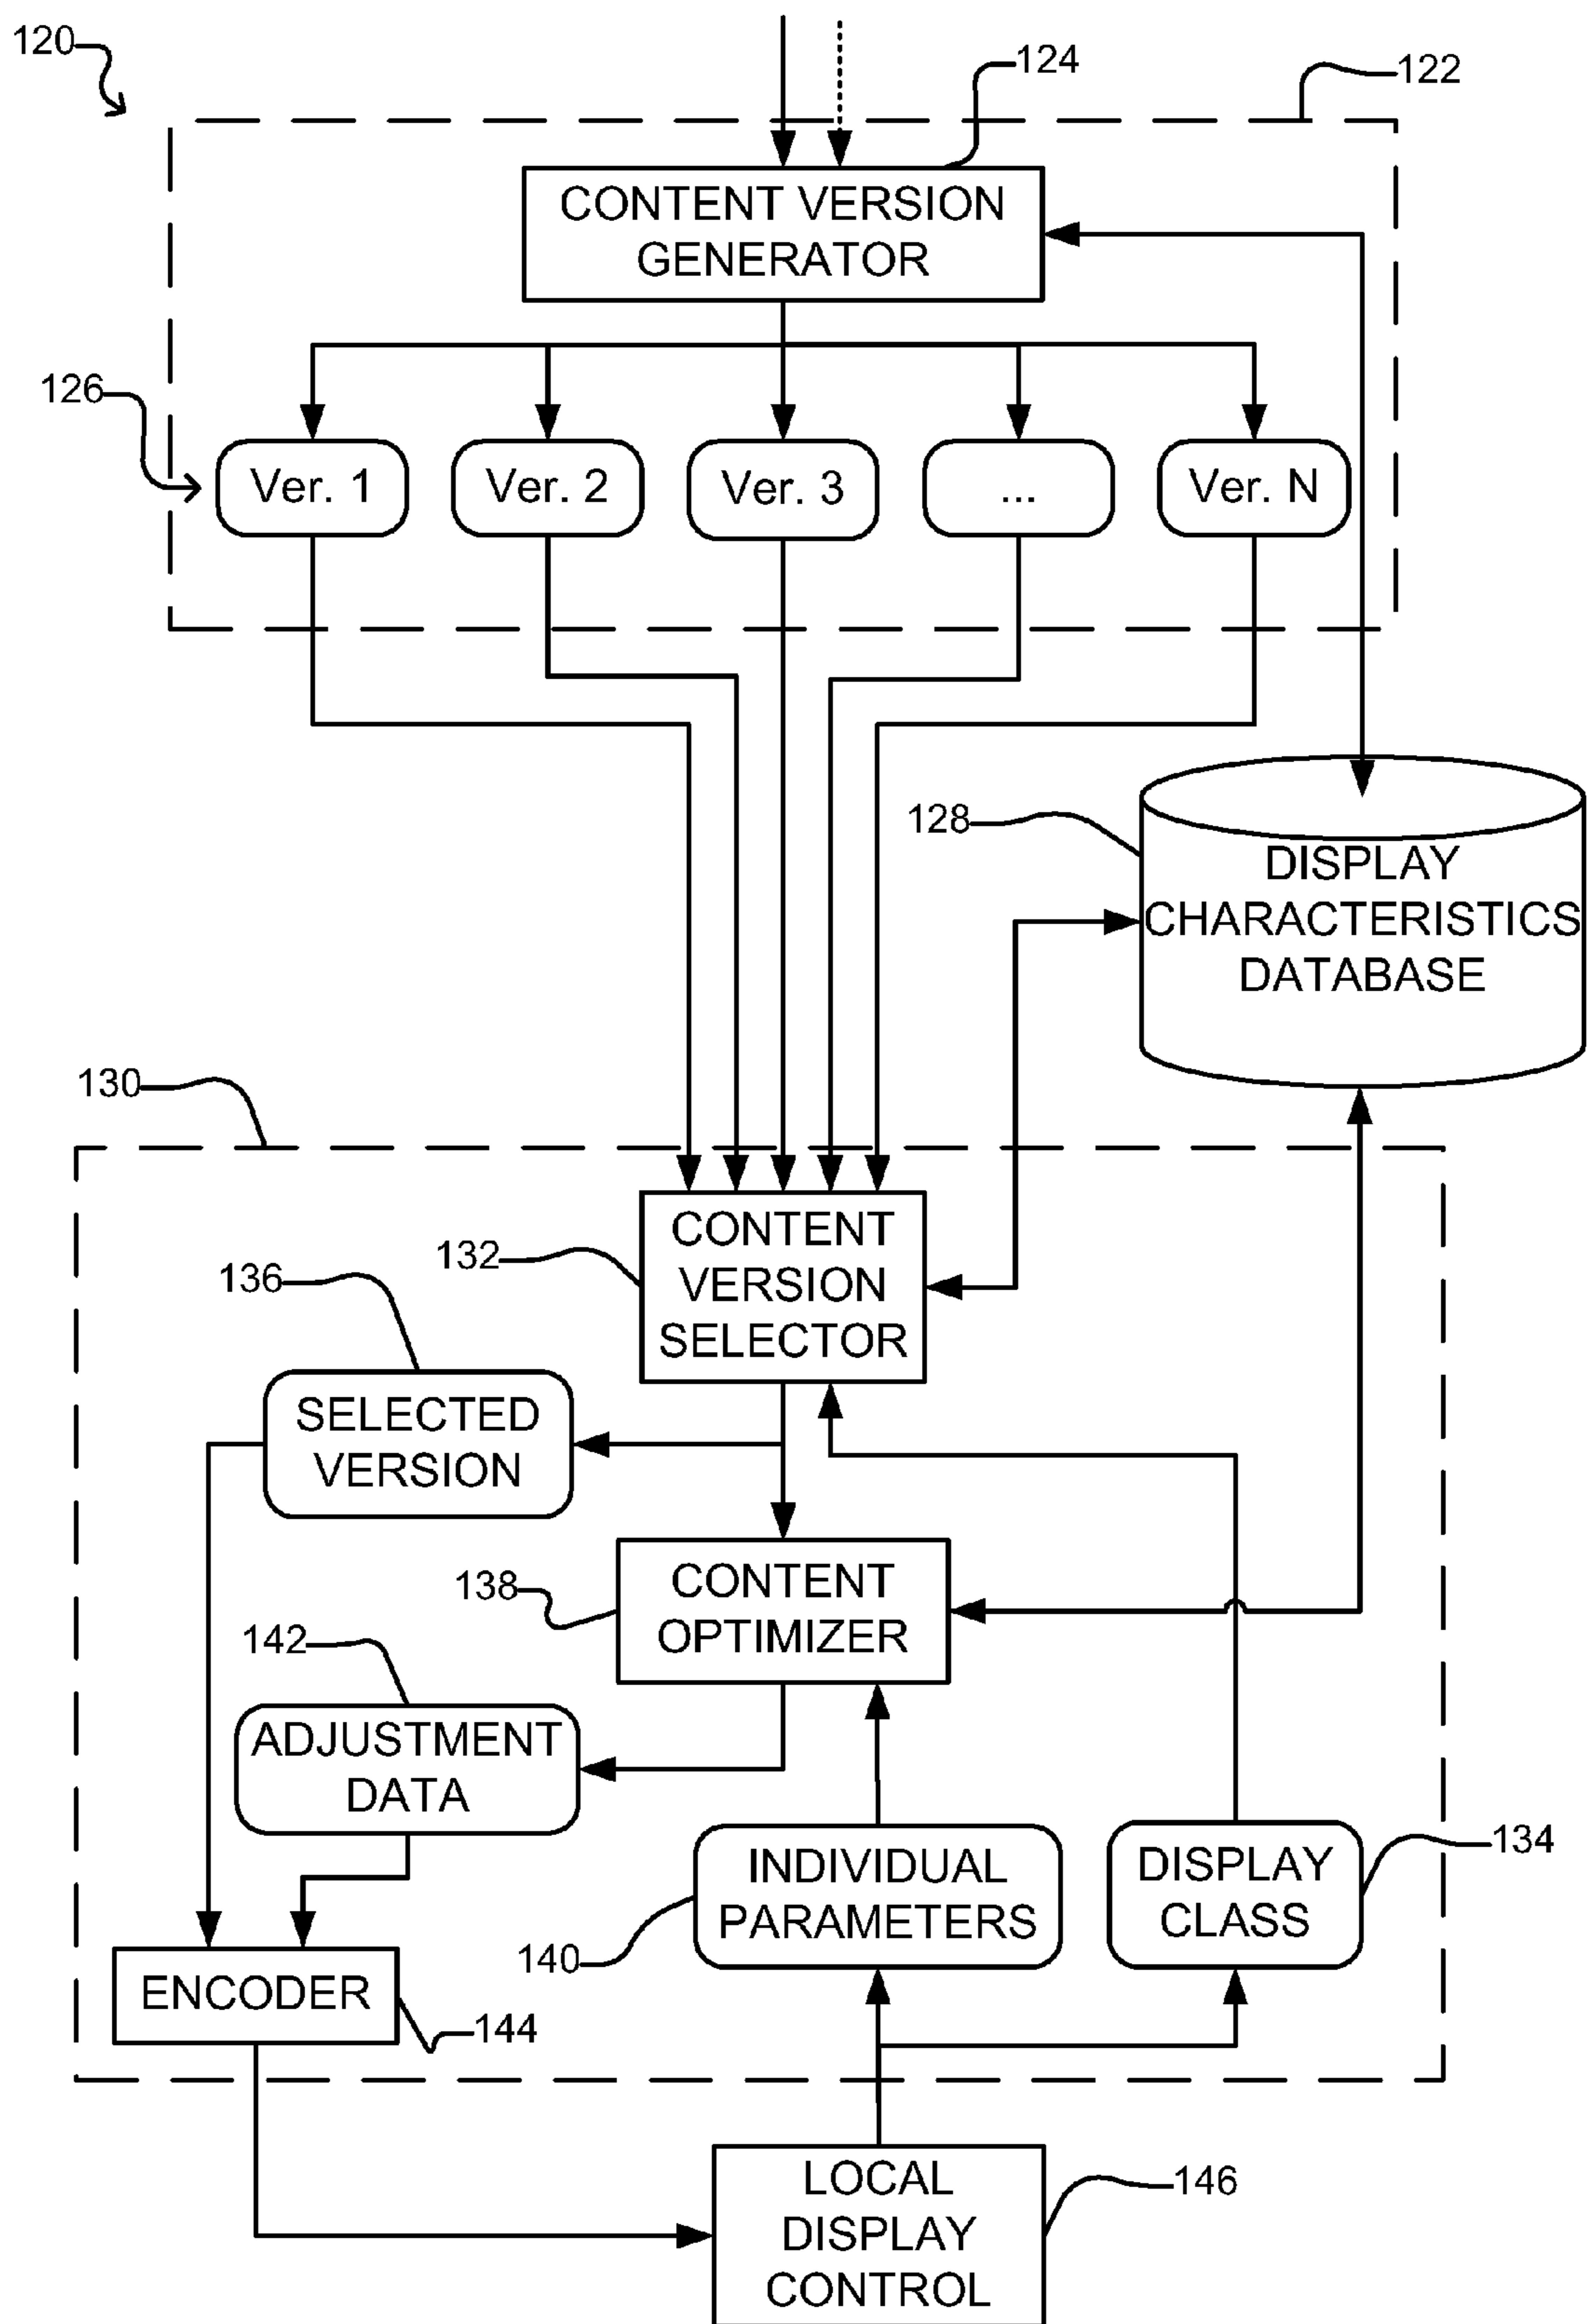 120
124
122
CONTENT VERSION
GENERATOR
126
Ver. 1
Ver. 2
Ver. 3
...
Ver. N
128
DISPLAY
CHARACTERISTICS
DATABASE
130
132
CONTENT
VERSION
SELECTOR
136
SELECTED
VERSION
138
CONTENT
OPTIMIZER
142
ADJUSTMENT
DATA
INDIVIDUAL
PARAMETERS
140
DISPLAY
CLASS
134
ENCODER
144
LOCAL
DISPLAY
CONTROL
146